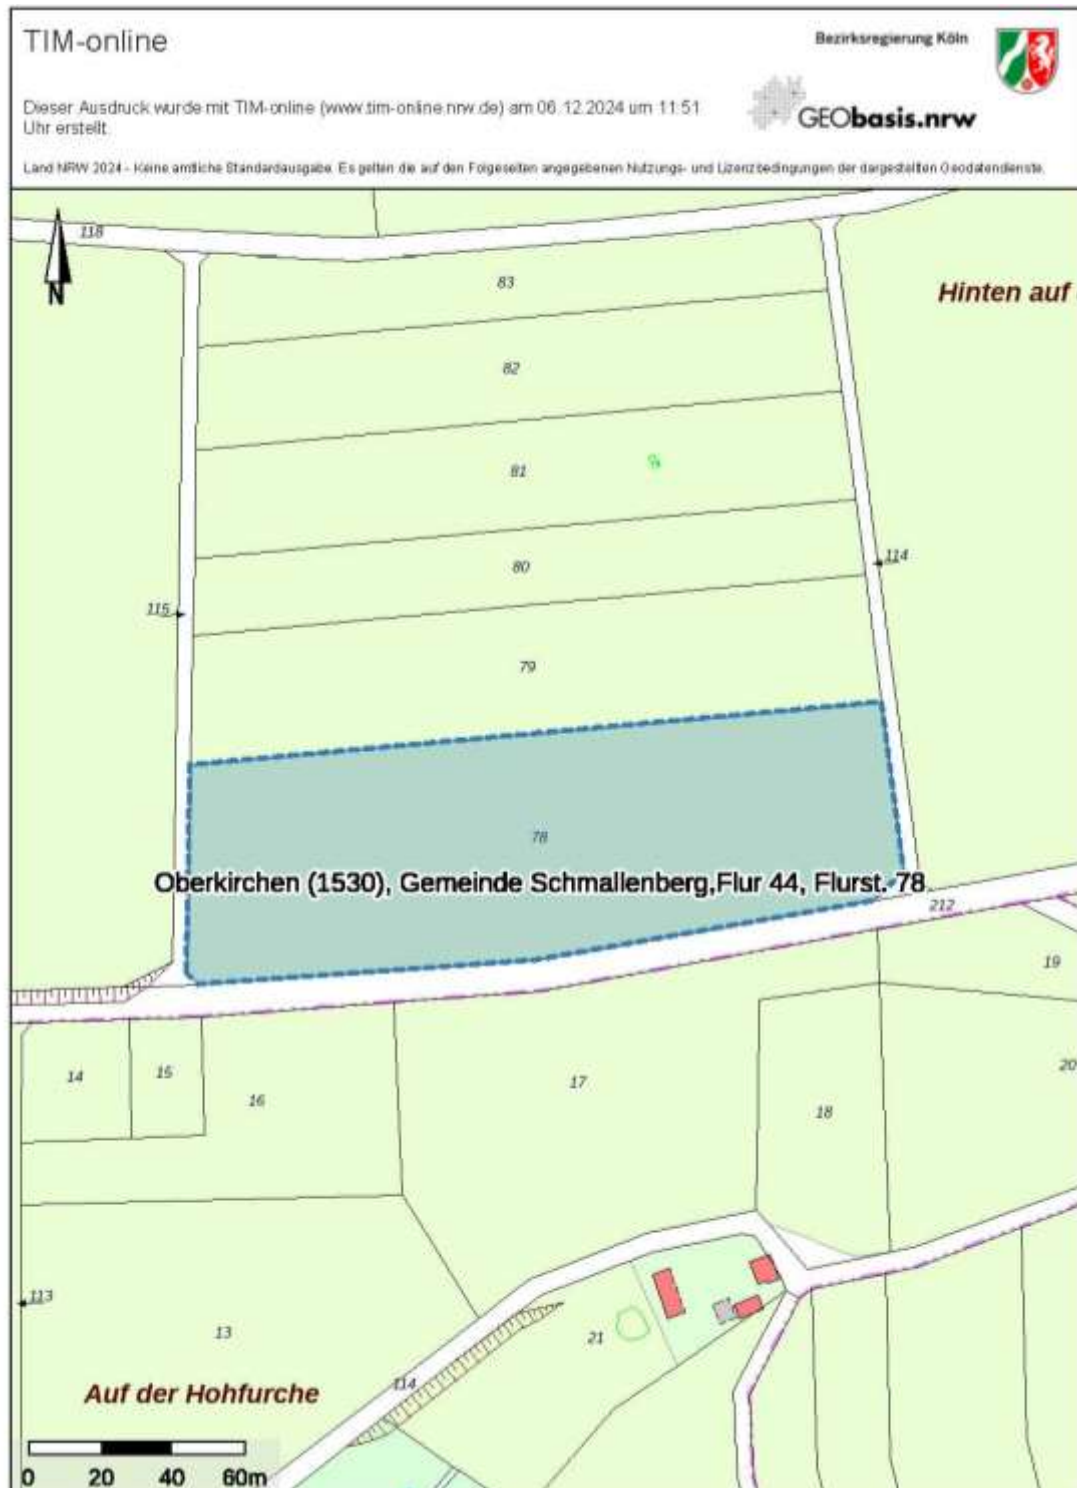 TIM-online
Bezirksregierung Köln
Dieser Ausdruck wurde mit TIM-online (www.tim-online.nrw.de) am 06.12.2024 um 11:51
Uhr erstellt.
GEObasis.nrw
Land NRW 2024 - Keine amtliche Standardausgabe. Es gelten die auf den Folgeseiten angegebenen Nutzungs- und Lizenzbedingungen der dargestellten Geodatendienste.
118
N
83
Hinten auf
82
81
80
114
115
79
78
Oberkirchen (1530), Gemeinde Schmallenberg,Flur 44, Flurst. 78
212
19
14
15
16
17
18
20
113
13
21
114
Auf der Hohfurche
0 20 40 60m